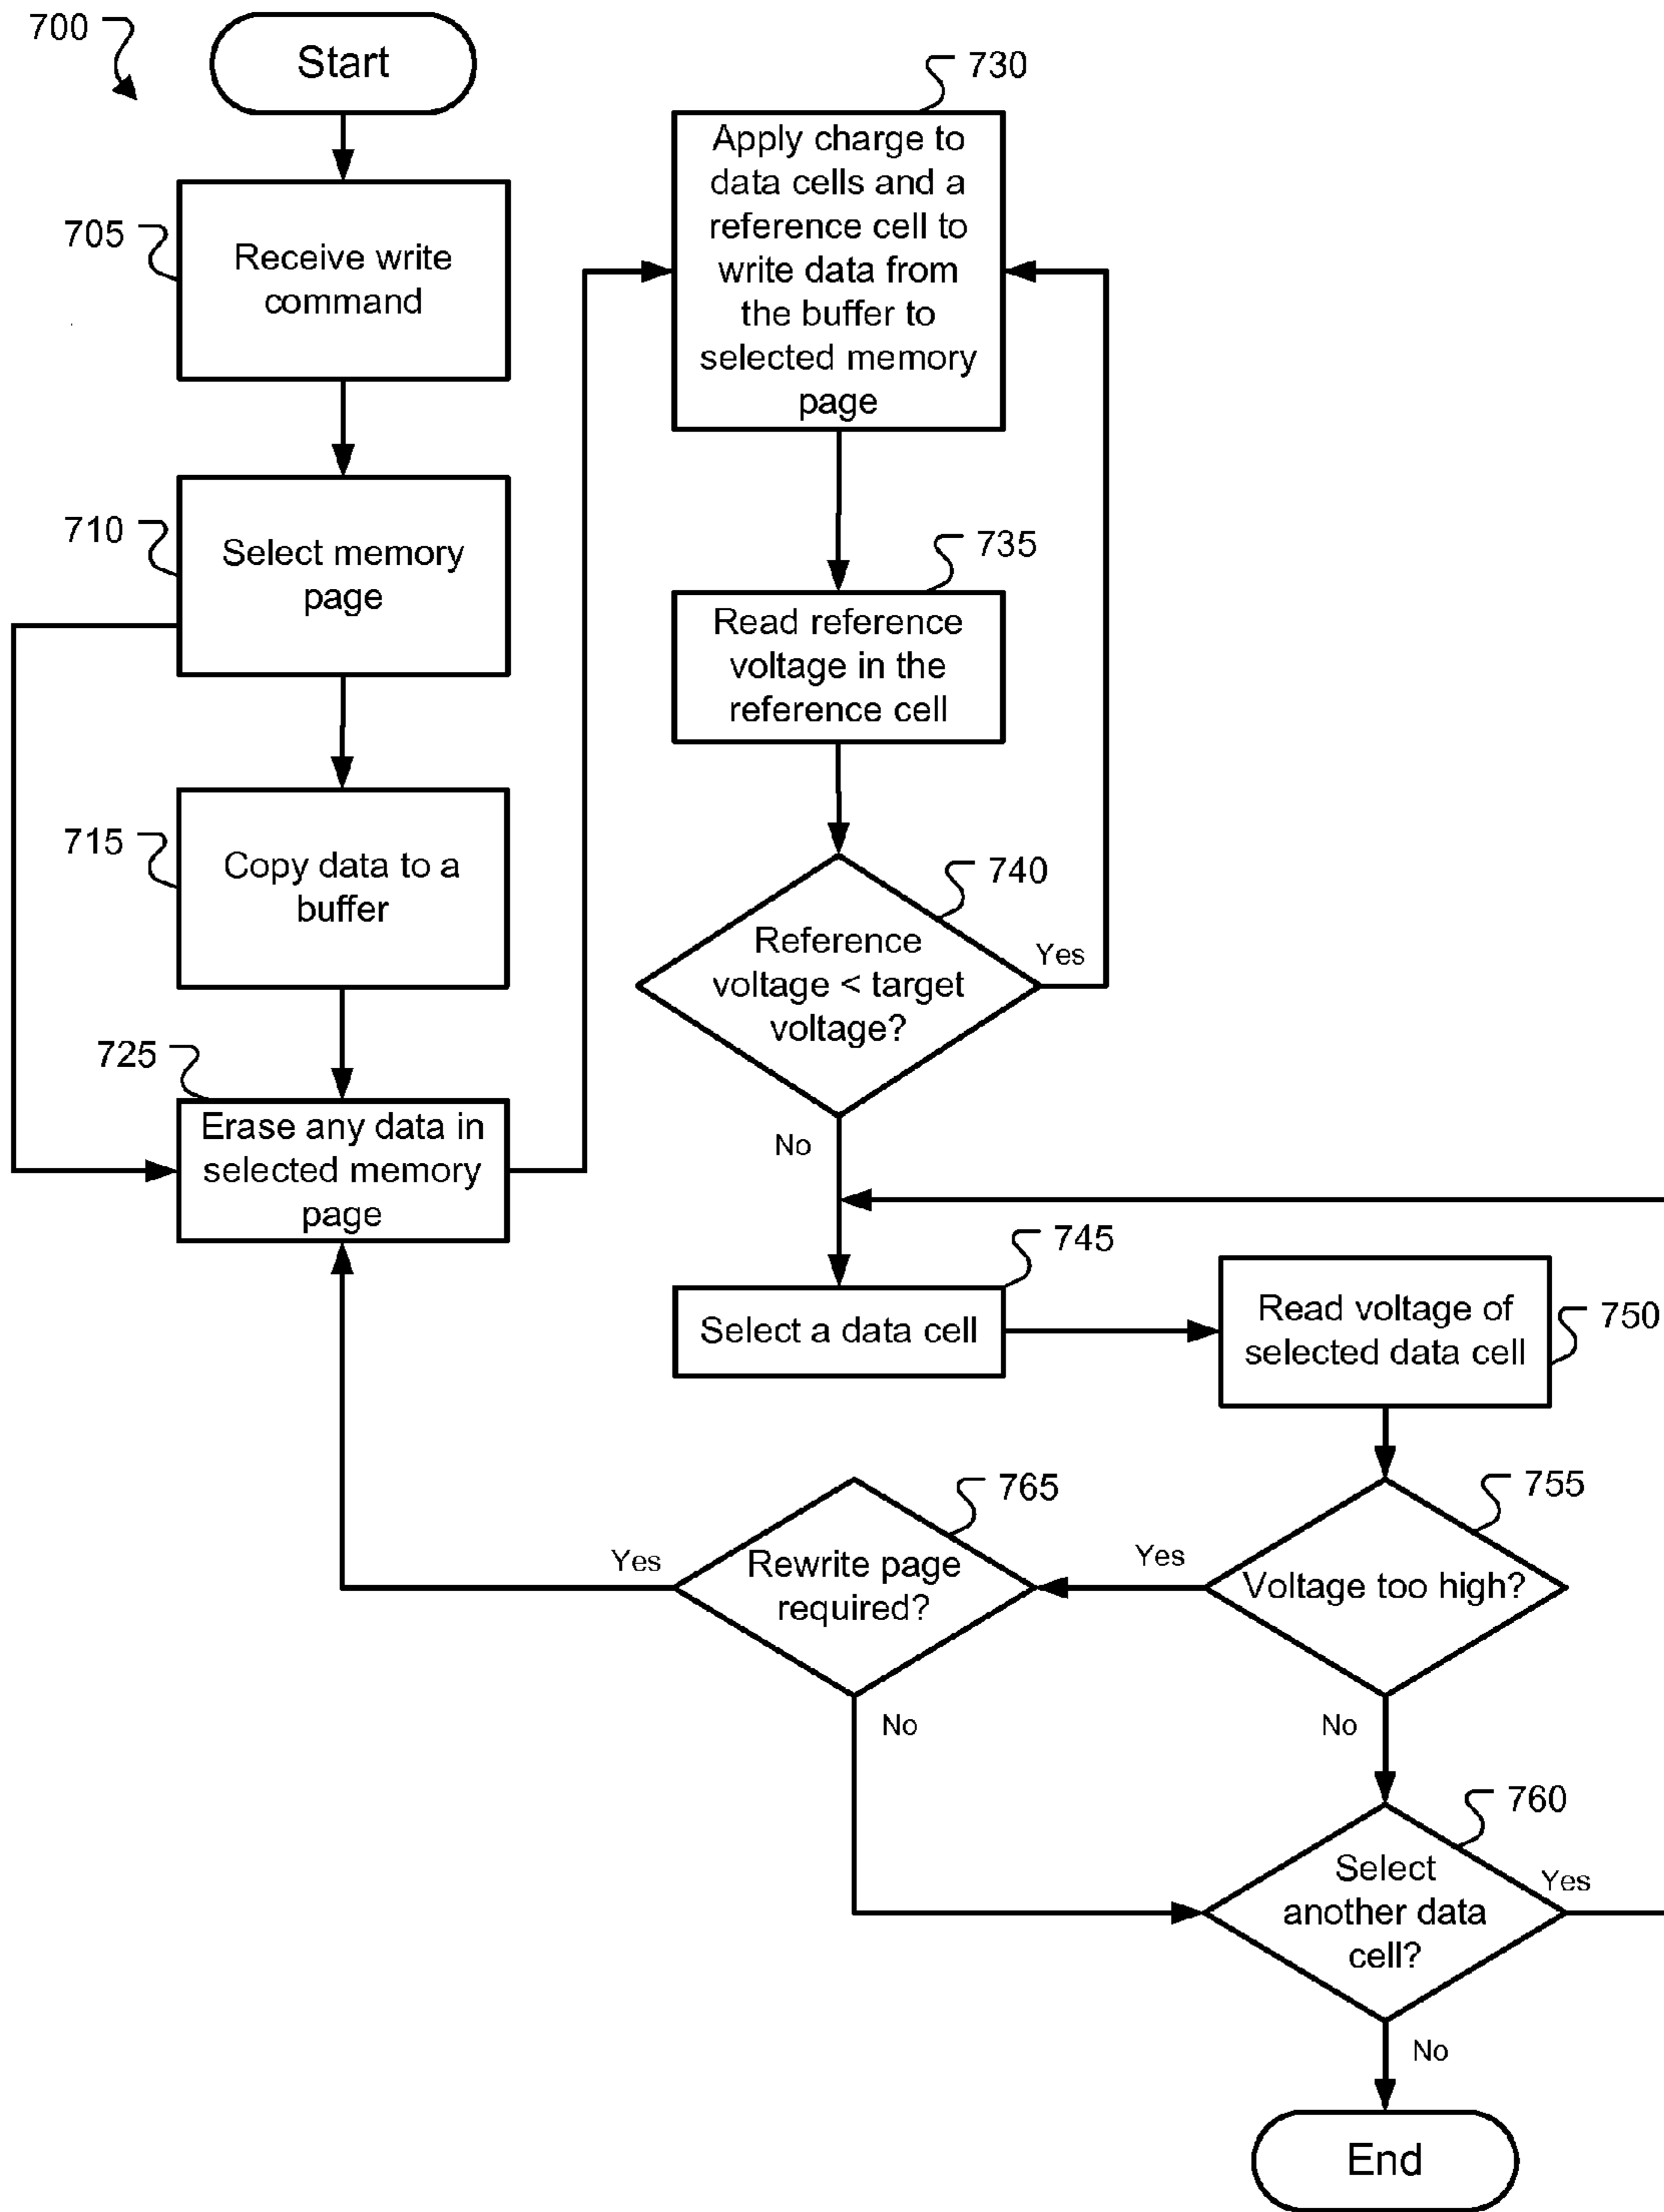 700
Start
705
Receive write
command
710
Select memory
page
715
Copy data to a
buffer
725
Erase any data in
selected memory
page
730
Apply charge to
data cells and a
reference cell to
write data from
the buffer to
selected memory
page
735
Read reference
voltage in the
reference cell
740
Reference
voltage < target
voltage?
Yes
No
745
Select a data cell
750
Read voltage of
selected data cell
755
Voltage too high?
Yes
No
765
Rewrite page
required?
Yes
No
760
Select
another data
cell?
Yes
No
End